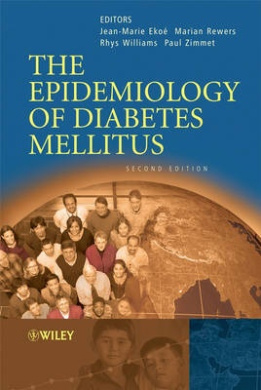 EDITORS
Jean-Marie Ekoé Marian Rewers
Rhys Williams Paul Zimmet
THE
EPIDEMIOLOGY
OF DIABETES
MELLITUS
SECOND EDITION
WILEY